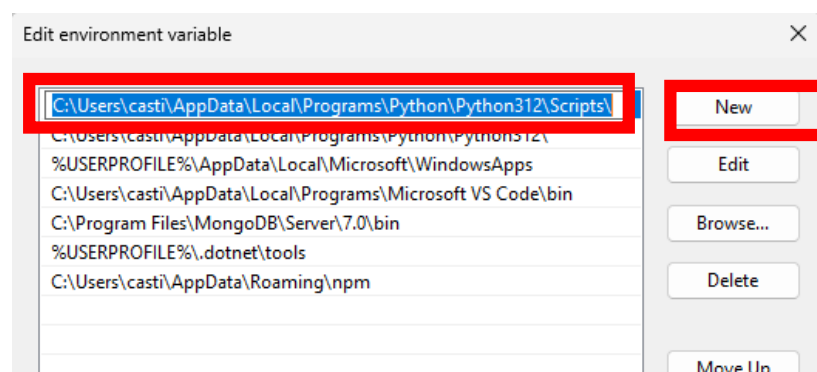 Edit environment variable
C:\Users\casti\AppData\Local\Programs\Python\Python312\Scripts\
New
C:\Users\casti\AppData\Local\Programs\Python\Python312\
%USERPROFILE%\AppData\Local\Microsoft\WindowsApps
Edit
C:\Users\casti\AppData\Local\Programs\Microsoft VS Code\bin
C:\Program Files\MongoDB\Server\7.0\bin
Browse...
%USERPROFILE%\.dotnet\tools
C:\Users\casti\AppData\Roaming\npm
Delete
Move Up